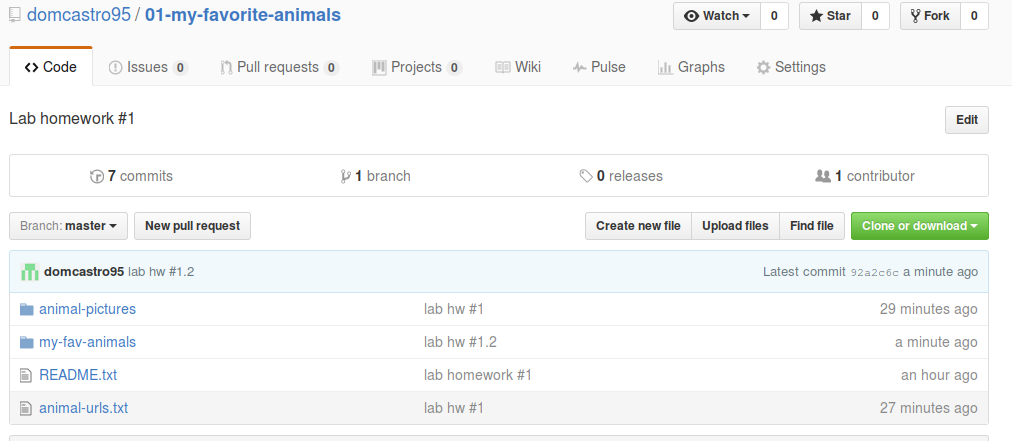 domcastro95 / 01-my-favorite-animals Watch 0 Star 0 Fork 0
Code Issues 0 Pull requests 0 Projects 0 Wiki Pulse Graphs Settings
Lab homework #1 Edit
7 commits 1 branch 0 releases 1 contributor
Branch: master New pull request Create new file Upload files Find file Clone or download
domcastro95 lab hw #1.2 Latest commit 92a2c6c a minute ago
animal-pictures lab hw #1 29 minutes ago
my-fav-animals lab hw #1.2 a minute ago
README.txt lab homework #1 an hour ago
animal-urls.txt lab hw #1 27 minutes ago